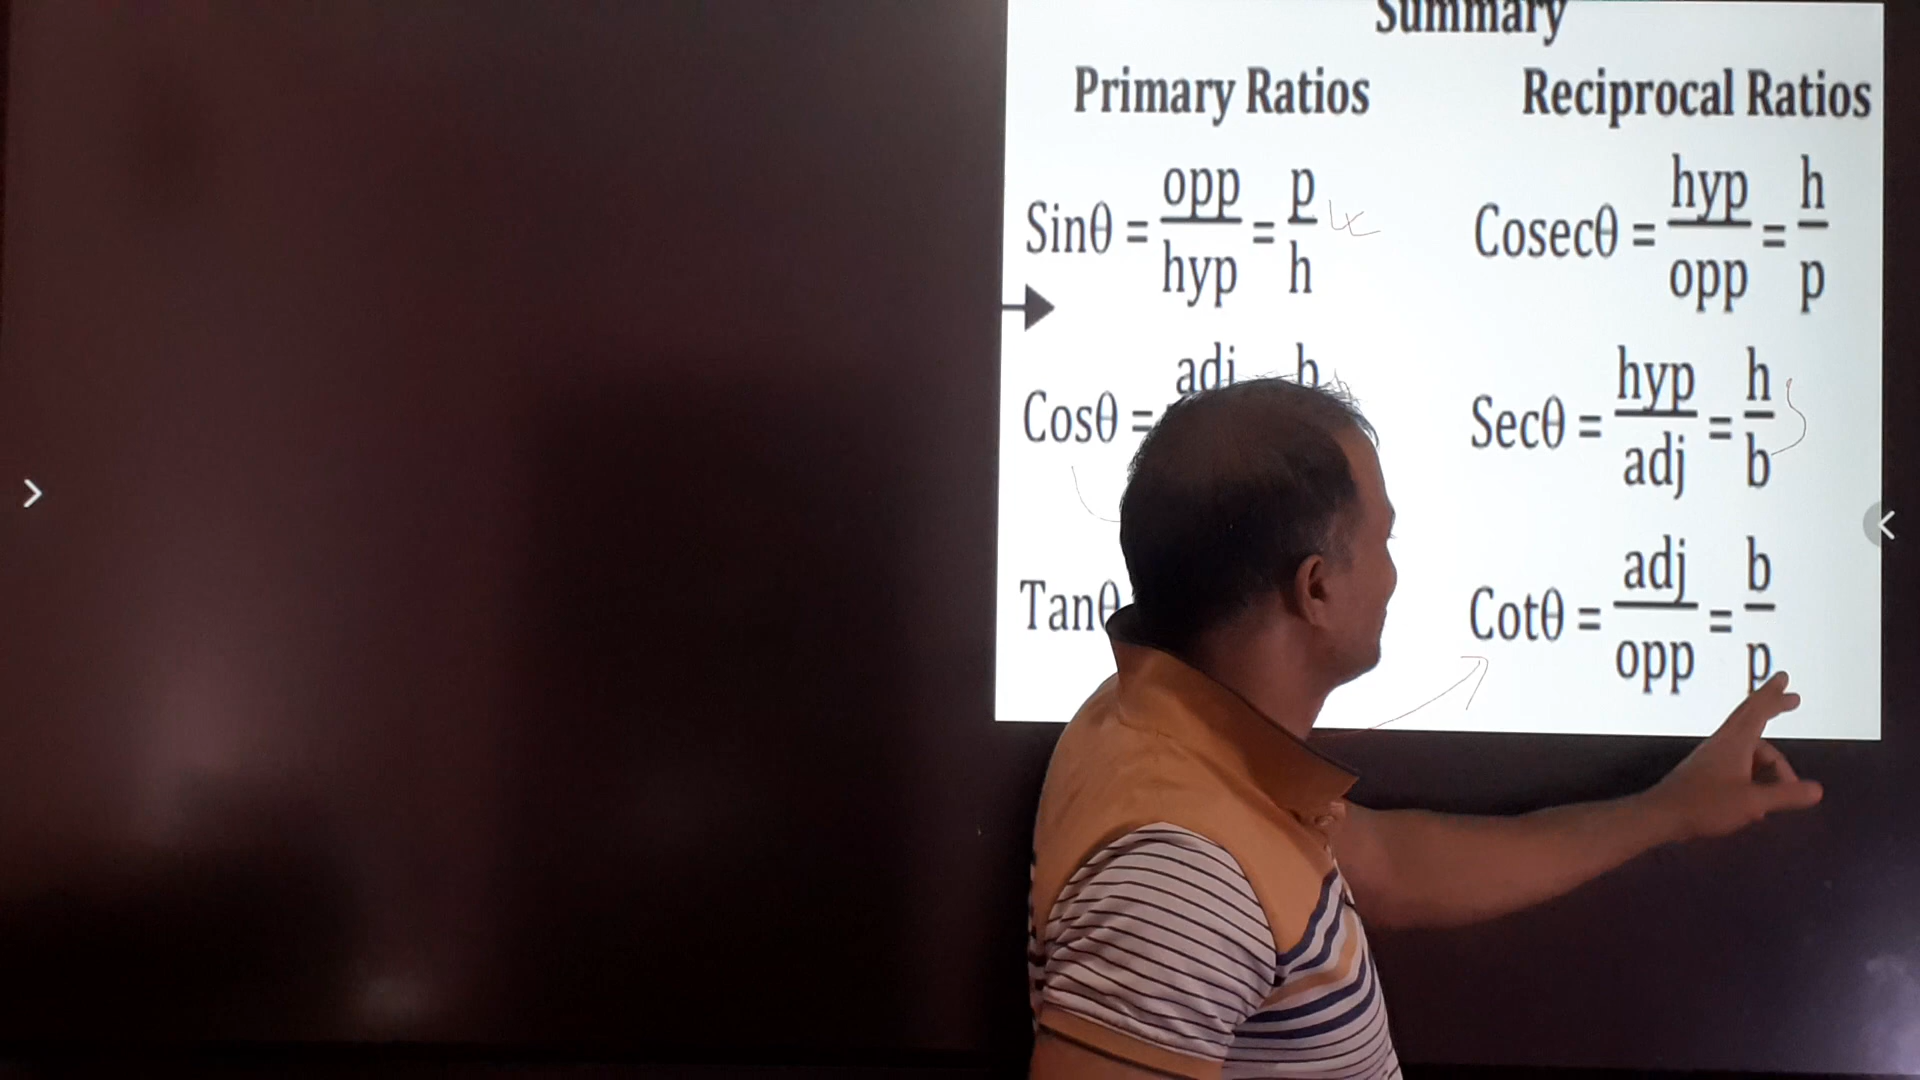 Summary
Primary Ratios
Sinθ = opp/hyp = p/h
Cosθ = adj b
Tanθ
Reciprocal Ratios
Cosecθ = hyp/opp = h/p
Secθ = hyp/adj = h/b
Cotθ = adj/opp = b/p